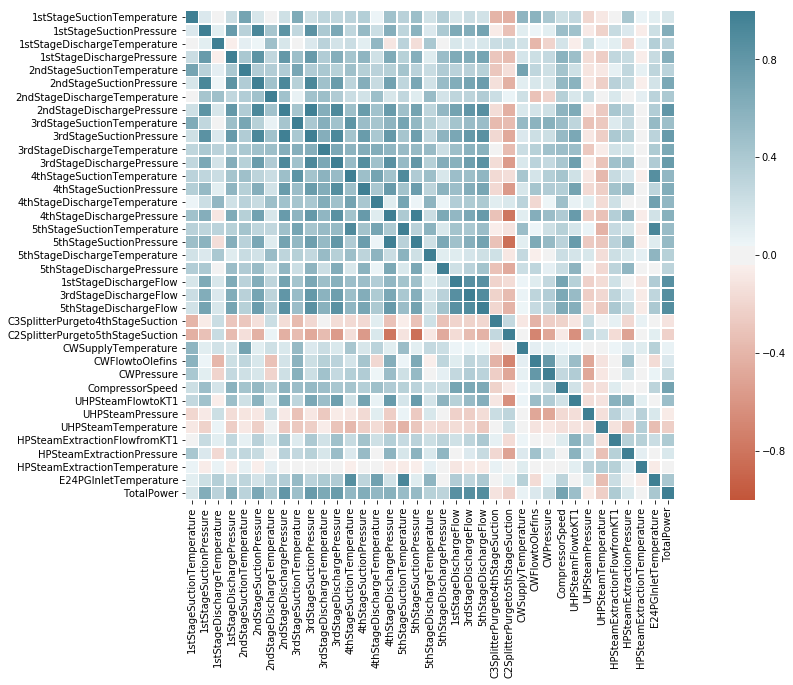 1stStageSuctionTemperature
1stStageSuctionPressure
1stStageDischargeTemperature
1stStageDischargePressure
2ndStageSuctionTemperature
2ndStageSuctionPressure
2ndStageDischargeTemperature
2ndStageDischargePressure
3rdStageSuctionTemperature
3rdStageSuctionPressure
3rdStageDischargeTemperature
3rdStageDischargePressure
4thStageSuctionTemperature
4thStageSuctionPressure
4thStageDischargeTemperature
4thStageDischargePressure
5thStageSuctionTemperature
5thStageSuctionPressure
5thStageDischargeTemperature
5thStageDischargePressure
1stStageDischargeFlow
3rdStageDischargeFlow
5thStageDischargeFlow
C3SplitterPurgeto4thStageSuction
C2SplitterPurgeto5thStageSuction
CWSupplyTemperature
CWFlowtoOlefins
CWPressure
CompressorSpeed
UHPSteamFlowtoKT1
UHPSteamPressure
UHPSteamTemperature
HPSteamExtractionFlowfromKT1
HPSteamExtractionPressure
HPSteamExtractionTemperature
E24PGInletTemperature
TotalPower
1stStageSuctionTemperature
1stStageSuctionPressure
1stStageDischargeTemperature
1stStageDischargePressure
2ndStageSuctionTemperature
2ndStageSuctionPressure
2ndStageDischargeTemperature
2ndStageDischargePressure
3rdStageSuctionTemperature
3rdStageSuctionPressure
3rdStageDischargeTemperature
3rdStageDischargePressure
4thStageSuctionTemperature
4thStageSuctionPressure
4thStageDischargeTemperature
4thStageDischargePressure
5thStageSuctionTemperature
5thStageSuctionPressure
5thStageDischargeTemperature
5thStageDischargePressure
1stStageDischargeFlow
3rdStageDischargeFlow
5thStageDischargeFlow
C3SplitterPurgeto4thStageSuction
C2SplitterPurgeto5thStageSuction
CWSupplyTemperature
CWFlowtoOlefins
CWPressure
CompressorSpeed
UHPSteamFlowtoKT1
UHPSteamPressure
UHPSteamTemperature
HPSteamExtractionFlowfromKT1
HPSteamExtractionPressure
HPSteamExtractionTemperature
E24PGInletTemperature
TotalPower
0.8
0.4
0.0
−0.4
−0.8